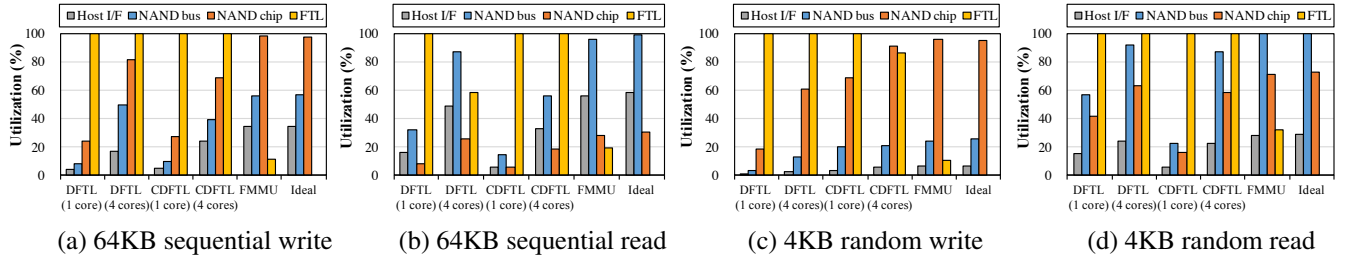 Host I/F NAND bus NAND chip FTL
Utilization (%)
100
80
60
40
20
0
DFTL DFTL CDFTL CDFTL FMMU Ideal
(1 core) (4 cores) (1 core) (4 cores)
(a) 64KB sequential write
Host I/F NAND bus NAND chip FTL
Utilization (%)
100
80
60
40
20
0
DFTL DFTL CDFTL CDFTL FMMU Ideal
(1 core) (4 cores) (1 core) (4 cores)
(b) 64KB sequential read
Host I/F NAND bus NAND chip FTL
Utilization (%)
100
80
60
40
20
0
DFTL DFTL CDFTL CDFTL FMMU Ideal
(1 core) (4 cores) (1 core) (4 cores)
(c) 4KB random write
Host I/F NAND bus NAND chip FTL
Utilization (%)
100
80
60
40
20
0
DFTL DFTL CDFTL CDFTL FMMU Ideal
(1 core) (4 cores) (1 core) (4 cores)
(d) 4KB random read